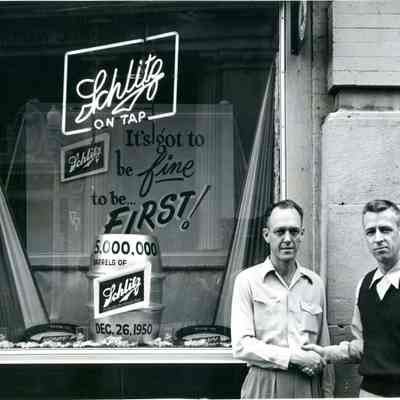 Schlitz
ON TAP
Schlitz
It's got to
be fine
to be...
FIRST!
5,000,000
BARRELS OF
Schlitz
DEC. 26, 1950